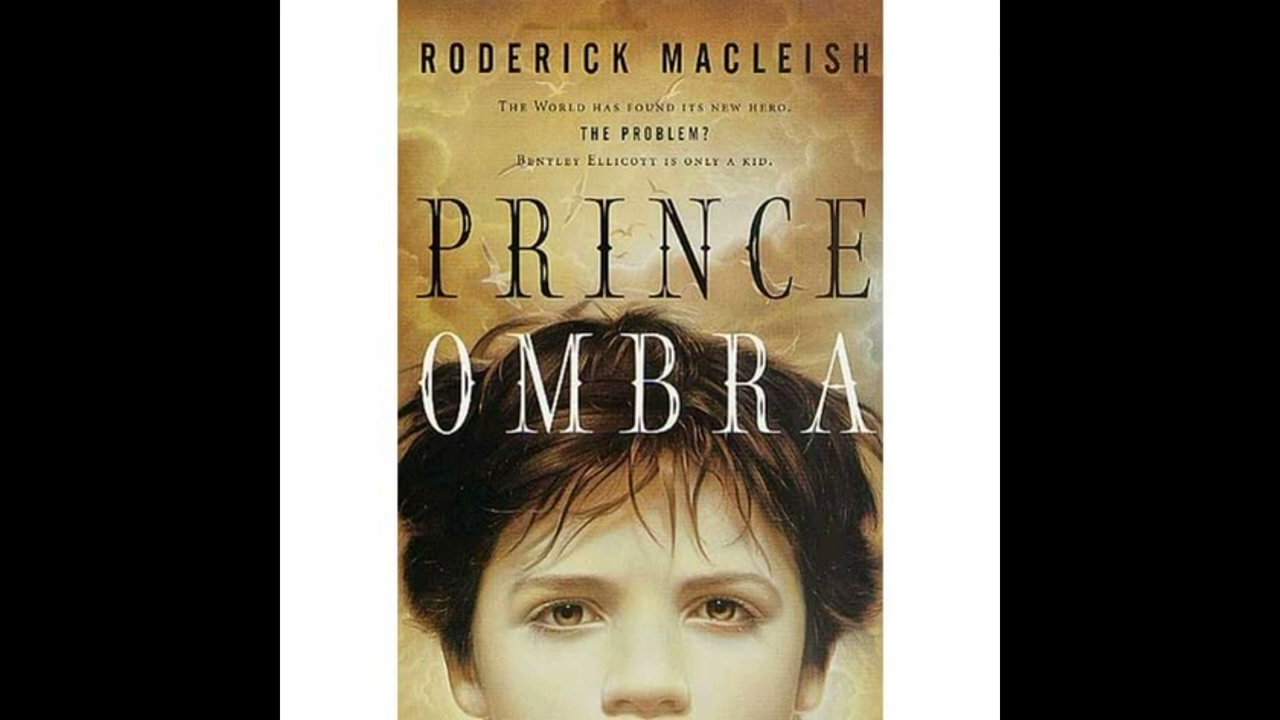 RODERICK MACLEISH
THE WORLD HAS FOUND ITS NEW HERO.
THE PROBLEM?
BENTLEY ELLICOTT IS ONLY A KID.
PRINCE
OMBRA